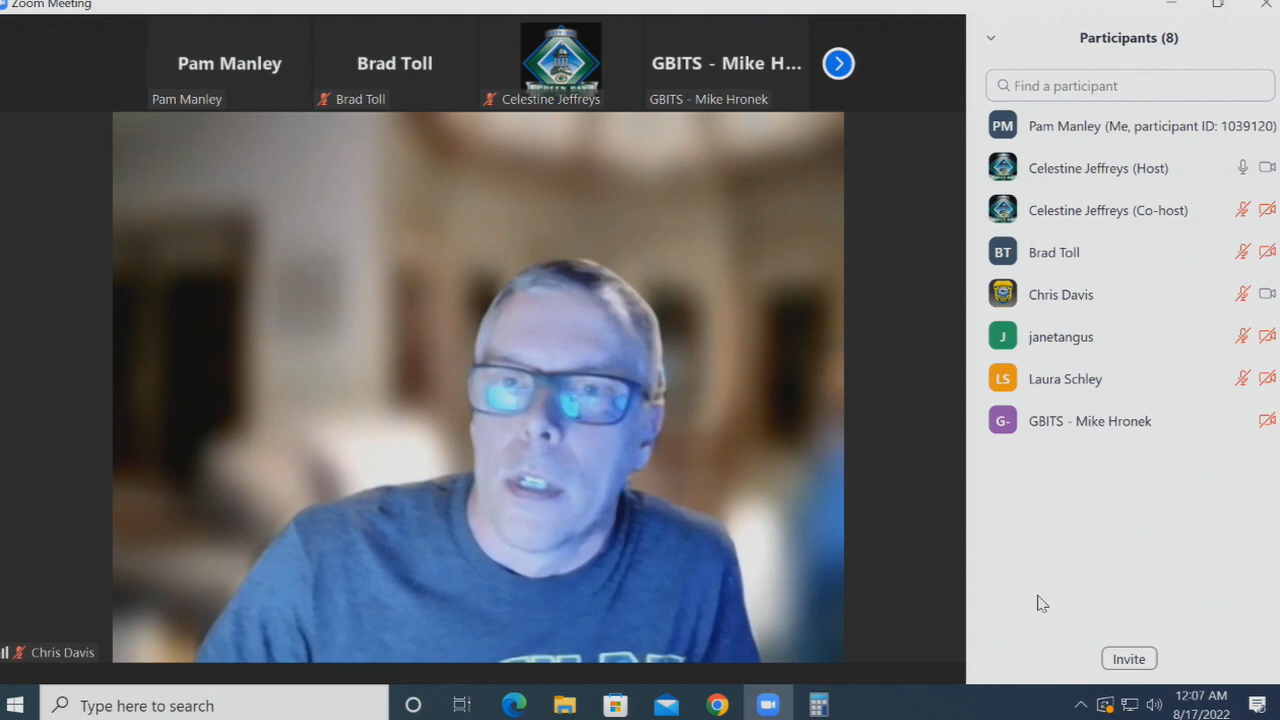 Zoom Meeting
Pam Manley
Brad Toll
GBITS - Mike H...
Pam Manley
Brad Toll
Celestine Jeffreys
GBITS - Mike Hronek
Chris Davis
Participants (8)
Find a participant
PM Pam Manley (Me, participant ID: 1039120)
Celestine Jeffreys (Host)
Celestine Jeffreys (Co-host)
BT Brad Toll
Chris Davis
J janetangus
LS Laura Schley
G- GBITS - Mike Hronek
Invite
Type here to search
12:07 AM
8/17/2022